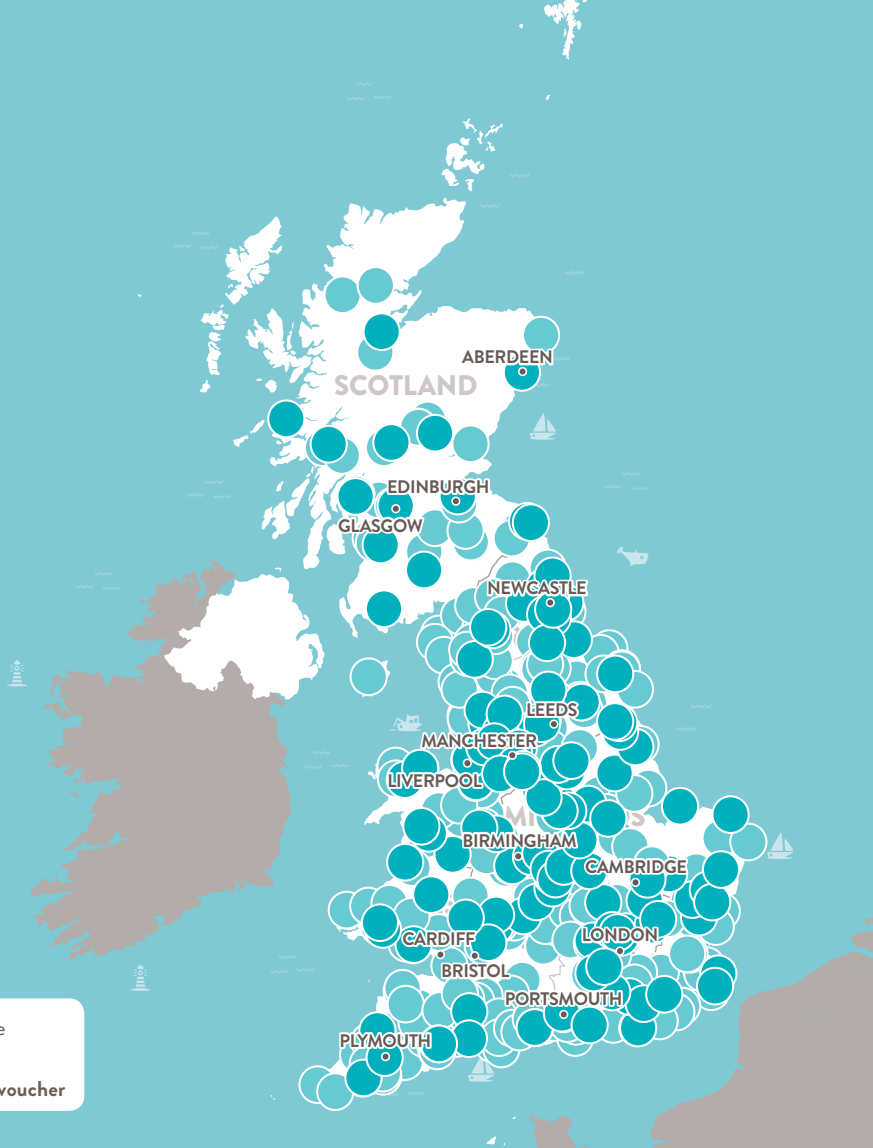 ABERDEEN
SCOTLAND
EDINBURGH
GLASGOW
NEWCASTLE
LEEDS
MANCHESTER
LIVERPOOL
BIRMINGHAM
CAMBRIDGE
CARDIFF
LONDON
BRISTOL
PORTSMOUTH
PLYMOUTH
voucher